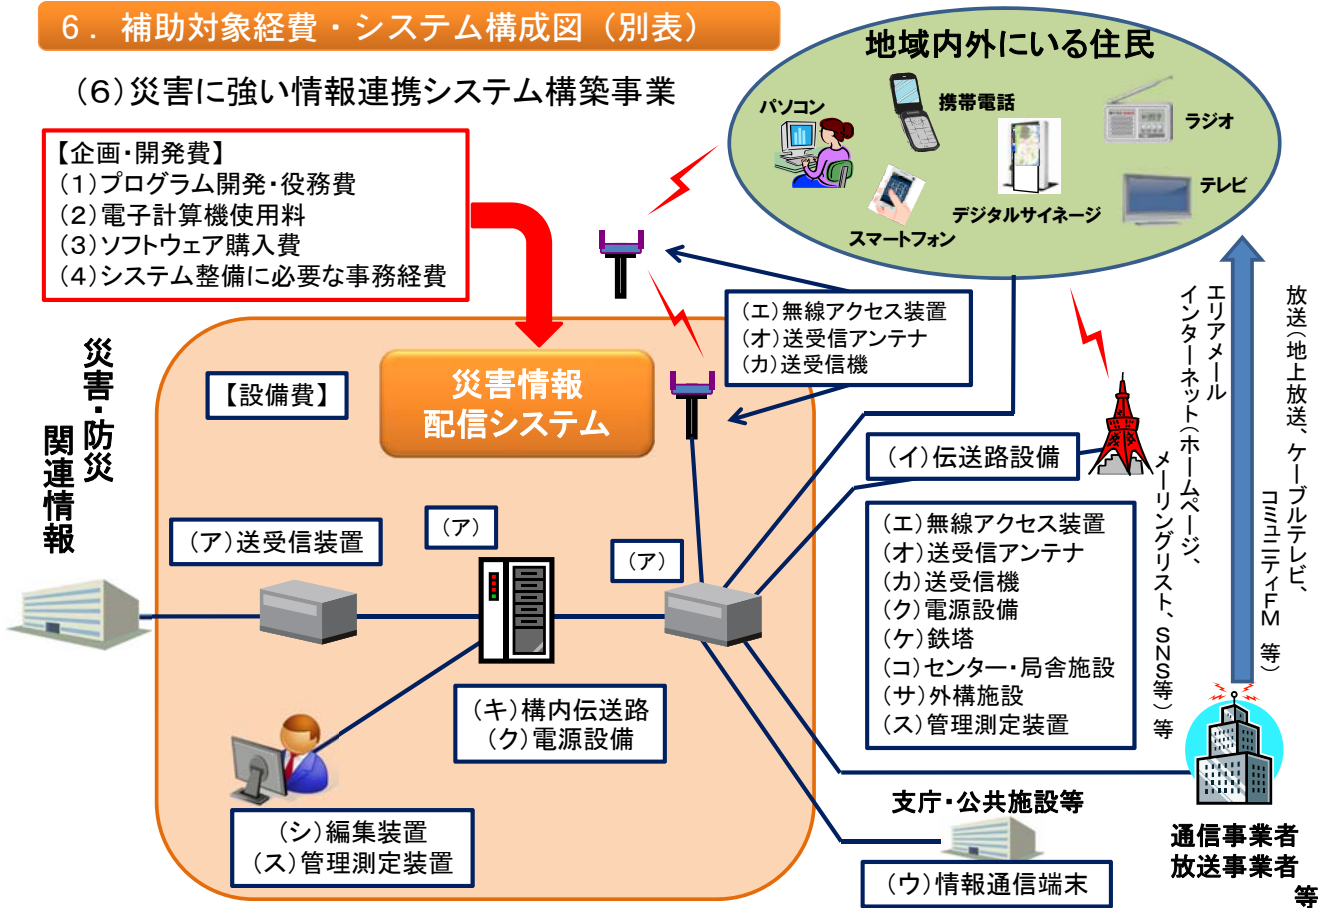 ６．補助対象経費・システム構成図（別表）
（６）災害に強い情報連携システム構築事業
【企画・開発費】
（１）プログラム開発・役務費
（２）電子計算機使用料
（３）ソフトウェア購入費
（４）システム整備に必要な事務経費
地域内外にいる住民
パソコン
携帯電話
ラジオ
スマートフォン
デジタルサイネージ
テレビ
（エ）無線アクセス装置
（オ）送受信アンテナ
（カ）送受信機
災害・防災
関連情報
【設備費】
災害情報
配信システム
（ア）送受信装置
（ア）
（ア）
（キ）構内伝送路
（ク）電源設備
（シ）編集装置
（ス）管理測定装置
（イ）伝送路設備
（エ）無線アクセス装置
（オ）送受信アンテナ
（カ）送受信機
（ク）電源設備
（ケ）鉄塔
（コ）センター・局舎施設
（サ）外構施設
（ス）管理測定装置
支庁・公共施設等
（ウ）情報通信端末
放送（地上放送、ケーブルテレビ、
コミュニティＦＭ　等）
エリアメール
インターネット（ホームページ、
メーリングリスト、ＳＮＳ等）等
通信事業者
放送事業者
等